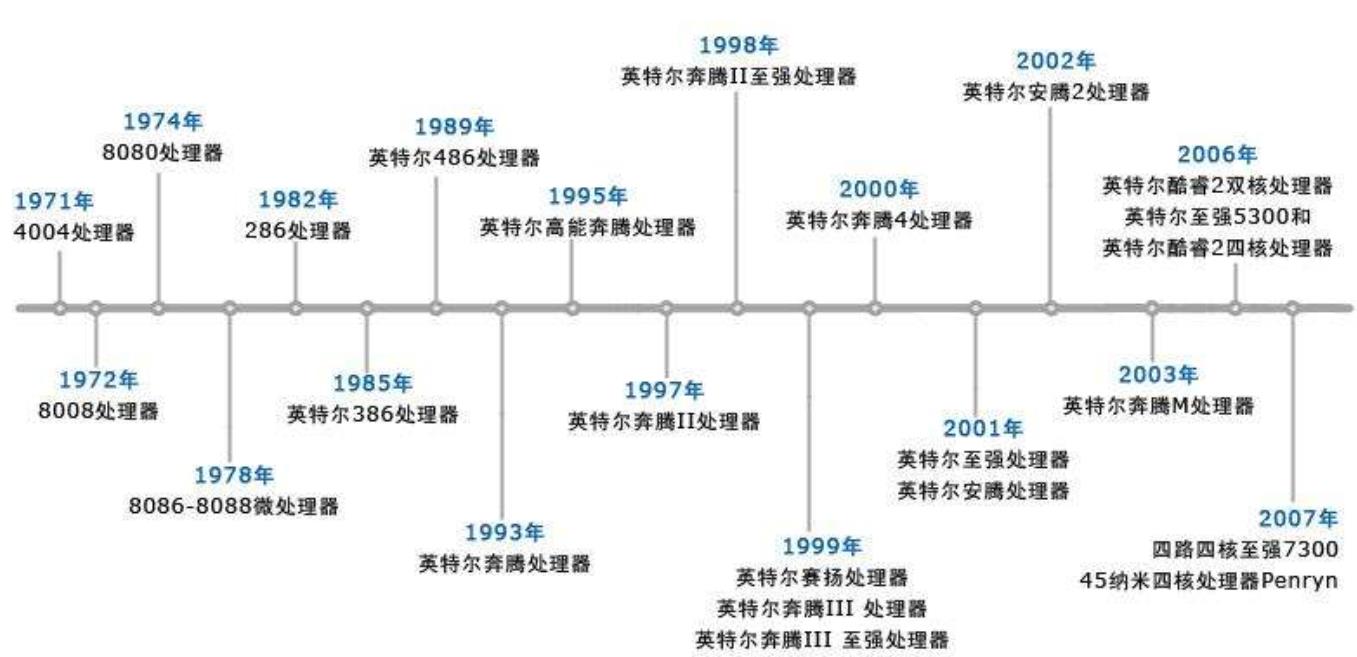 1971年
4004处理器
1972年
8008处理器
1974年
8080处理器
1978年
8086-8088微处理器
1982年
286处理器
1985年
英特尔386处理器
1989年
英特尔486处理器
1993年
英特尔奔腾处理器
1995年
英特尔高能奔腾处理器
1997年
英特尔奔腾II处理器
1998年
英特尔奔腾II至强处理器
1999年
英特尔赛扬处理器
英特尔奔腾III 处理器
英特尔奔腾III 至强处理器
2000年
英特尔奔腾4处理器
2001年
英特尔至强处理器
英特尔安腾处理器
2002年
英特尔安腾2处理器
2003年
英特尔奔腾M处理器
2006年
英特尔酷睿2双核处理器
英特尔至强5300和
英特尔酷睿2四核处理器
2007年
四路四核至强7300
45纳米四核处理器Penryn